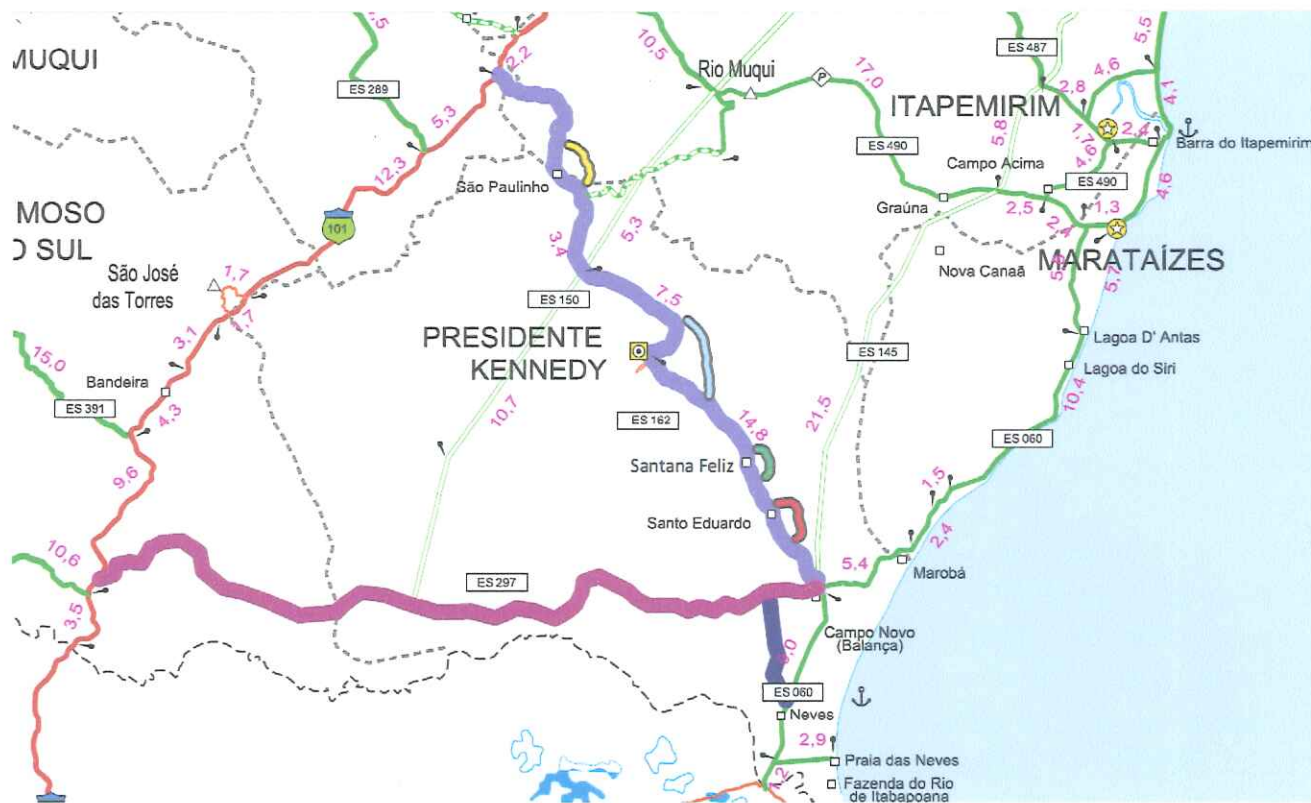 5,5
2,2
10,5
17,0
ES 487
4,6
5,5
MUQUI
Rio Muqui
P
2,8
4,1
ES 289
5,3
ITAPEMIRIM
5,8
1,7
2,4
Barra do Itapemirim
12,3
São Paulinho
ES 490
Campo Acima
4,6
ES 490
4,6
MOSO
O SUL
101
5,3
Graúna
2,5
2,4
1,3
3,4
Nova Canaã
MARATAÍZES
5,7
São José
das Torres
1,7
1,7
7,5
ES 150
3,1
PRESIDENTE
KENNEDY
ES 145
Lagoa D' Antas
15,0
Bandeira
Lagoa do Siri
ES 391
4,3
10,7
ES 162
14,8
21,5
10,4
ES 060
9,6
Santana Feliz
1,5
Santo Eduardo
2,4
10,6
ES 297
5,4
Marobá
3,5
Campo Novo
(Balança)
ES 060
Neves
2,9
Praia das Neves
1,2
Fazenda do Rio
de Itabapoana